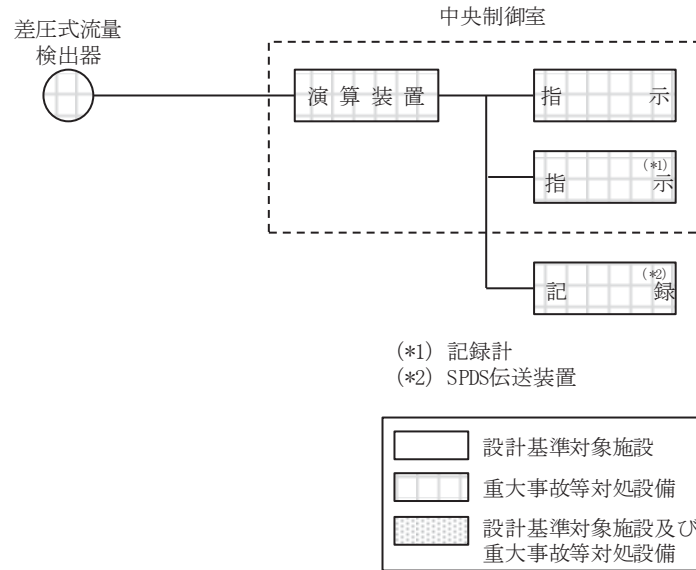 中央制御室
差圧式流量
検出器
演算装置
指示
指示(*1)
記録(*2)
(*1) 記録計
(*2) SPDS伝送装置
設計基準対象施設
重大事故等対処設備
設計基準対象施設及び
重大事故等対処設備